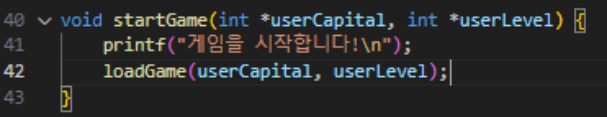 40 void startGame(int *userCapital, int *userLevel) {
41 printf("게임을 시작합니다!\n");
42 loadGame(userCapital, userLevel);
43 }